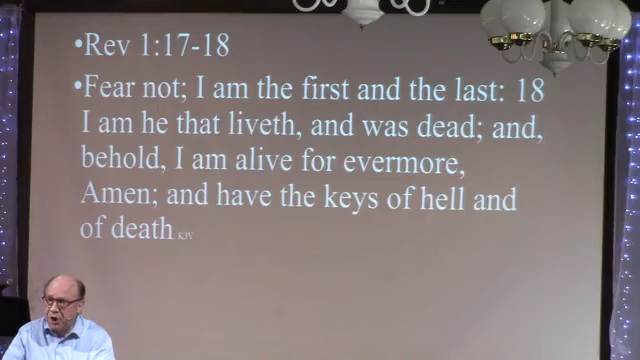 •Rev 1:17-18
•Fear not; I am the first and the last: 18
I am he that liveth, and was dead; and,
behold, I am alive for evermore,
Amen; and have the keys of hell and
of death KJV